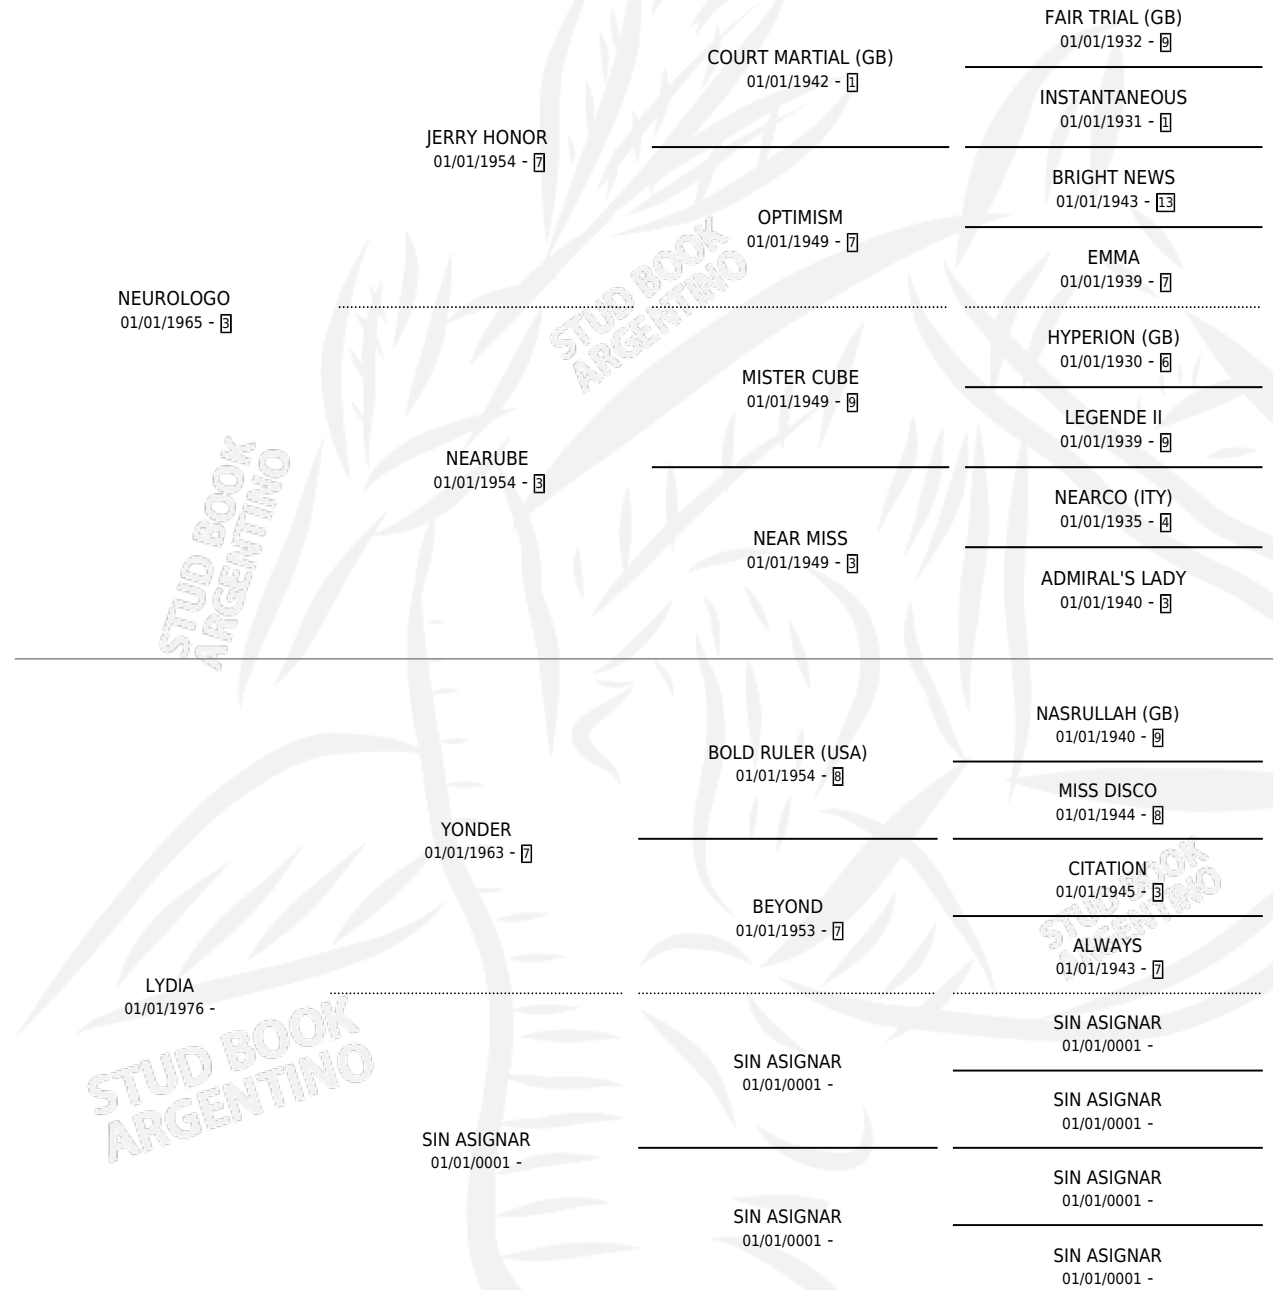 FAIR TRIAL (GB)
01/01/1932 - 9
COURT MARTIAL (GB)
01/01/1942 - 1
INSTANTANEOUS
01/01/1931 - 1
JERRY HONOR
01/01/1954 - 7
BRIGHT NEWS
01/01/1943 - 13
OPTIMISM
01/01/1949 - 7
EMMA
01/01/1939 - 7
NEUROLOGO
01/01/1965 - 3
HYPERION (GB)
01/01/1930 - 6
MISTER CUBE
01/01/1949 - 9
LEGENDE II
01/01/1939 - 9
NEARUBE
01/01/1954 - 3
NEARCO (ITY)
01/01/1935 - 4
NEAR MISS
01/01/1949 - 3
ADMIRAL'S LADY
01/01/1940 - 3
STUD BOOK
ARGENTINO
STUD BOOK
ARGENTINO
NASRULLAH (GB)
01/01/1940 - 9
BOLD RULER (USA)
01/01/1954 - 8
MISS DISCO
01/01/1944 - 8
YONDER
01/01/1963 - 7
CITATION
01/01/1945 - 3
BEYOND
01/01/1953 - 7
ALWAYS
01/01/1943 - 7
STUD BOOK
ARGENTINO
LYDIA
01/01/1976 -
SIN ASIGNAR
01/01/0001 -
SIN ASIGNAR
01/01/0001 -
SIN ASIGNAR
01/01/0001 -
SIN ASIGNAR
01/01/0001 -
SIN ASIGNAR
01/01/0001 -
SIN ASIGNAR
01/01/0001 -
SIN ASIGNAR
01/01/0001 -
STUD BOOK
ARGENTINO